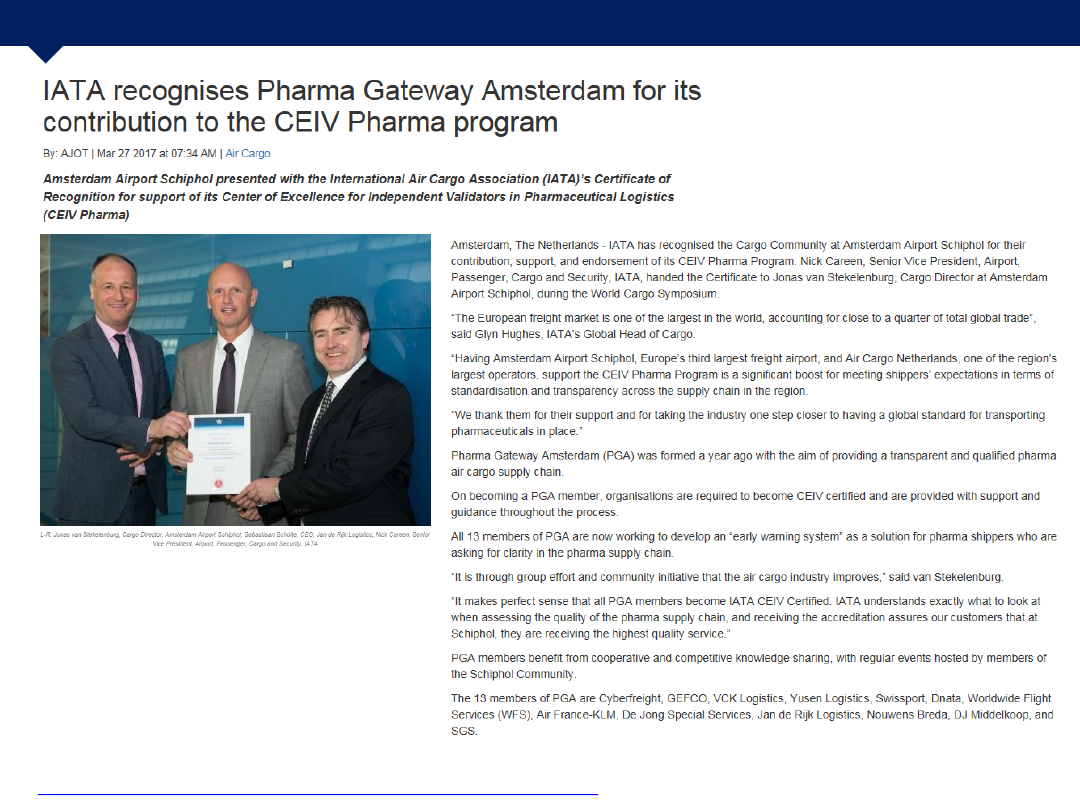 IATA recognises Pharma Gateway Amsterdam for its
contribution to the CEIV Pharma program
By: AJOT | Mar 27 2017 at 07:34 AM | Air Cargo
Amsterdam Airport Schiphol presented with the International Air Cargo Association (IATA)'s Certificate of
Recognition for support of its Center of Excellence for Independent Validators in Pharmaceutical Logistics
(CEIV Pharma)
L-R: Jonas van Stekelenburg, Cargo Director, Amsterdam Airport Schiphol, Sebastiaan Scholte, CEO, Jan de Rijk Logistics; Nick Careen, Senior
Vice President, Airport, Passenger, Cargo and Security, IATA
Amsterdam, The Netherlands - IATA has recognised the Cargo Community at Amsterdam Airport Schiphol for their
contribution, support, and endorsement of its CEIV Pharma Program. Nick Careen, Senior Vice President, Airport,
Passenger, Cargo and Security, IATA, handed the Certificate to Jonas van Stekelenburg, Cargo Director at Amsterdam
Airport Schiphol, during the World Cargo Symposium.
"The European freight market is one of the largest in the world, accounting for close to a quarter of total global trade",
said Glyn Hughes, IATA's Global Head of Cargo.
"Having Amsterdam Airport Schiphol, Europe's third largest freight airport, and Air Cargo Netherlands, one of the region's
largest operators, support the CEIV Pharma Program is a significant boost for meeting shippers' expectations in terms of
standardisation and transparency across the supply chain in the region.
"We thank them for their support and for taking the industry one step closer to having a global standard for transporting
pharmaceuticals in place."
Pharma Gateway Amsterdam (PGA) was formed a year ago with the aim of providing a transparent and qualified pharma
air cargo supply chain.
On becoming a PGA member, organisations are required to become CEIV certified and are provided with support and
guidance throughout the process.
All 13 members of PGA are now working to develop an "early warning system" as a solution for pharma shippers who are
asking for clarity in the pharma supply chain.
"It is through group effort and community initiative that the air cargo industry improves," said van Stekelenburg.
"It makes perfect sense that all PGA members become IATA CEIV Certified. IATA understands exactly what to look at
when assessing the quality of the pharma supply chain, and receiving the accreditation assures our customers that at
Schiphol, they are receiving the highest quality service."
PGA members benefit from cooperative and competitive knowledge sharing, with regular events hosted by members of
the Schiphol Community.
The 13 members of PGA are Cyberfreight, GEFCO, VCK Logistics, Yusen Logistics, Swissport, Dnata, Worldwide Flight
Services (WFS), Air France-KLM, De Jong Special Services, Jan de Rijk Logistics, Nouwens Breda, DJ Middelkoop, and
SGS.